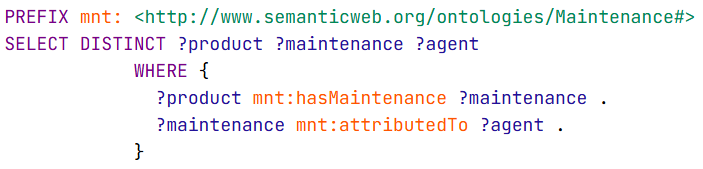 PREFIX mnt: <http://www.semanticweb.org/ontologies/Maintenance#>
SELECT DISTINCT ?product ?maintenance ?agent
WHERE {
?product mnt:hasMaintenance ?maintenance .
?maintenance mnt:attributedTo ?agent .
}